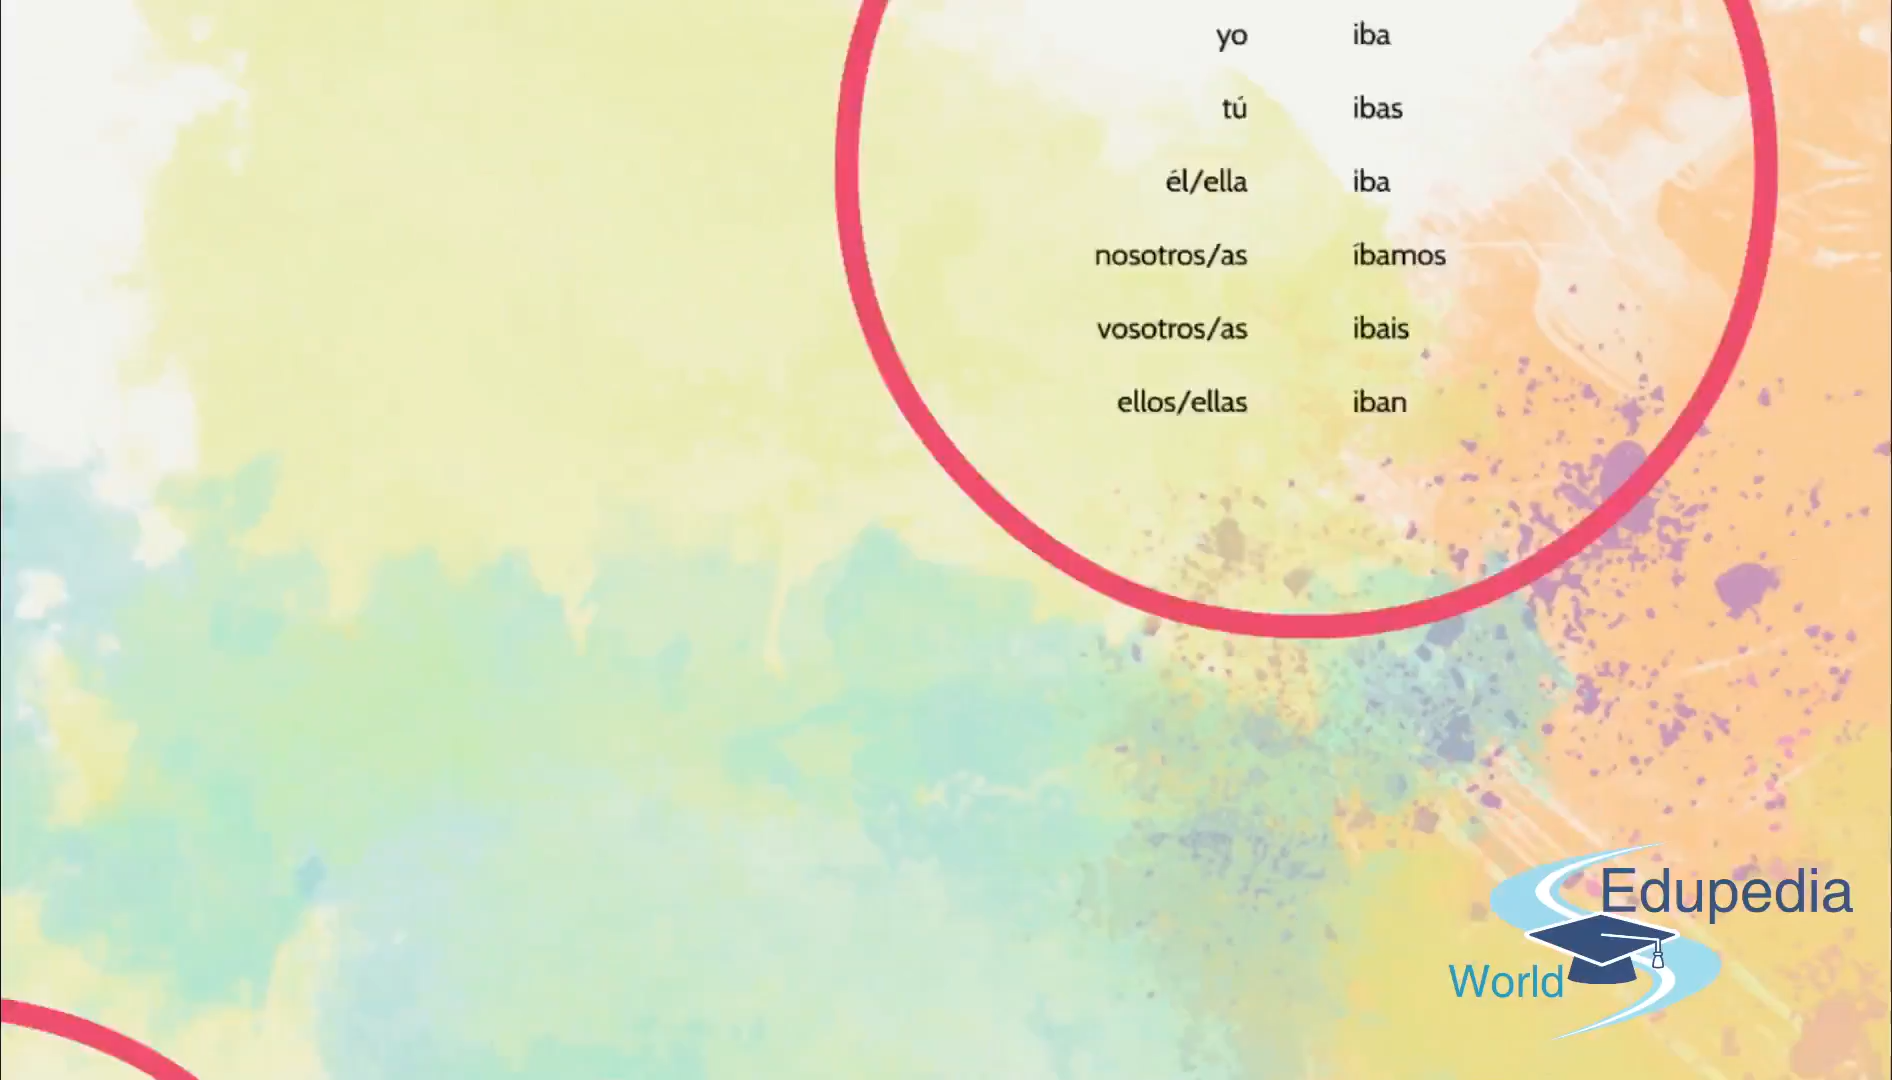 yo iba
tú ibas
él/ella iba
nosotros/as íbamos
vosotros/as ibais
ellos/ellas iban
Edupedia
World